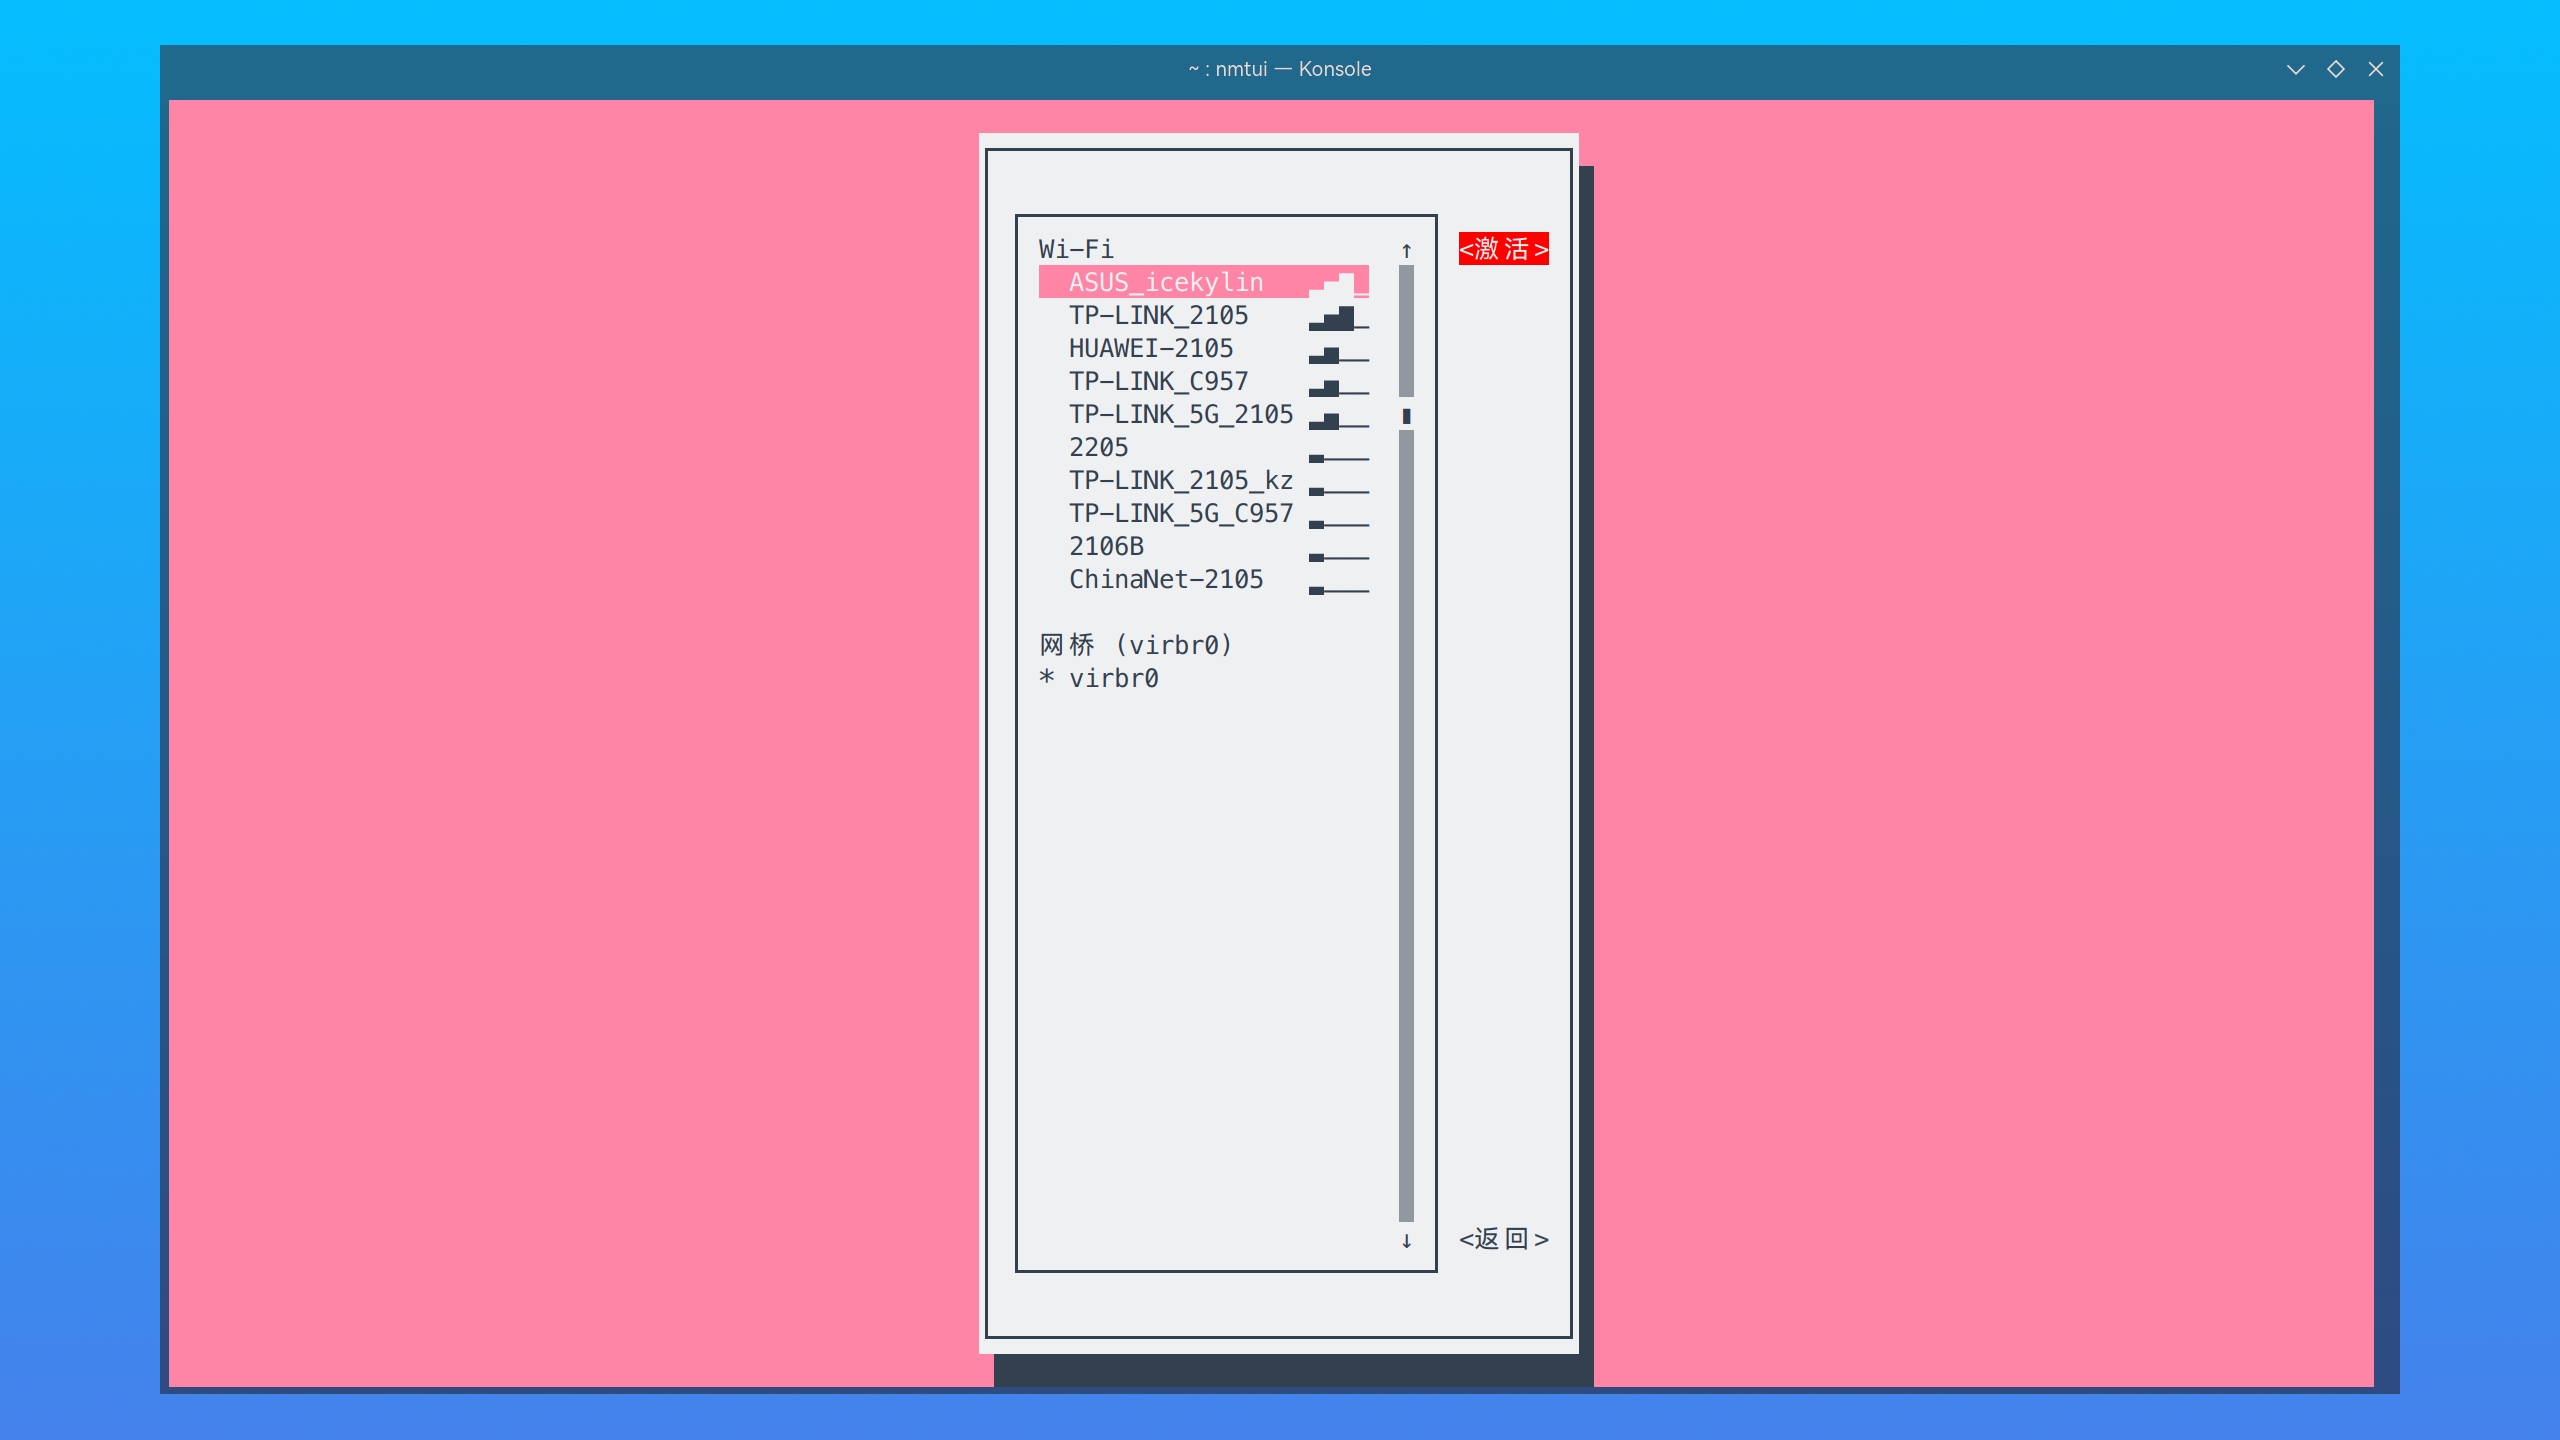 ~ : nmtui — Konsole
Wi-Fi
ASUS_icekylin
TP-LINK_2105
HUAWEI-2105
TP-LINK_C957
TP-LINK_5G_2105
2205
TP-LINK_2105_kz
TP-LINK_5G_C957
2106B
ChinaNet-2105
网桥 (virbr0)
* virbr0
<激活>
<返回>